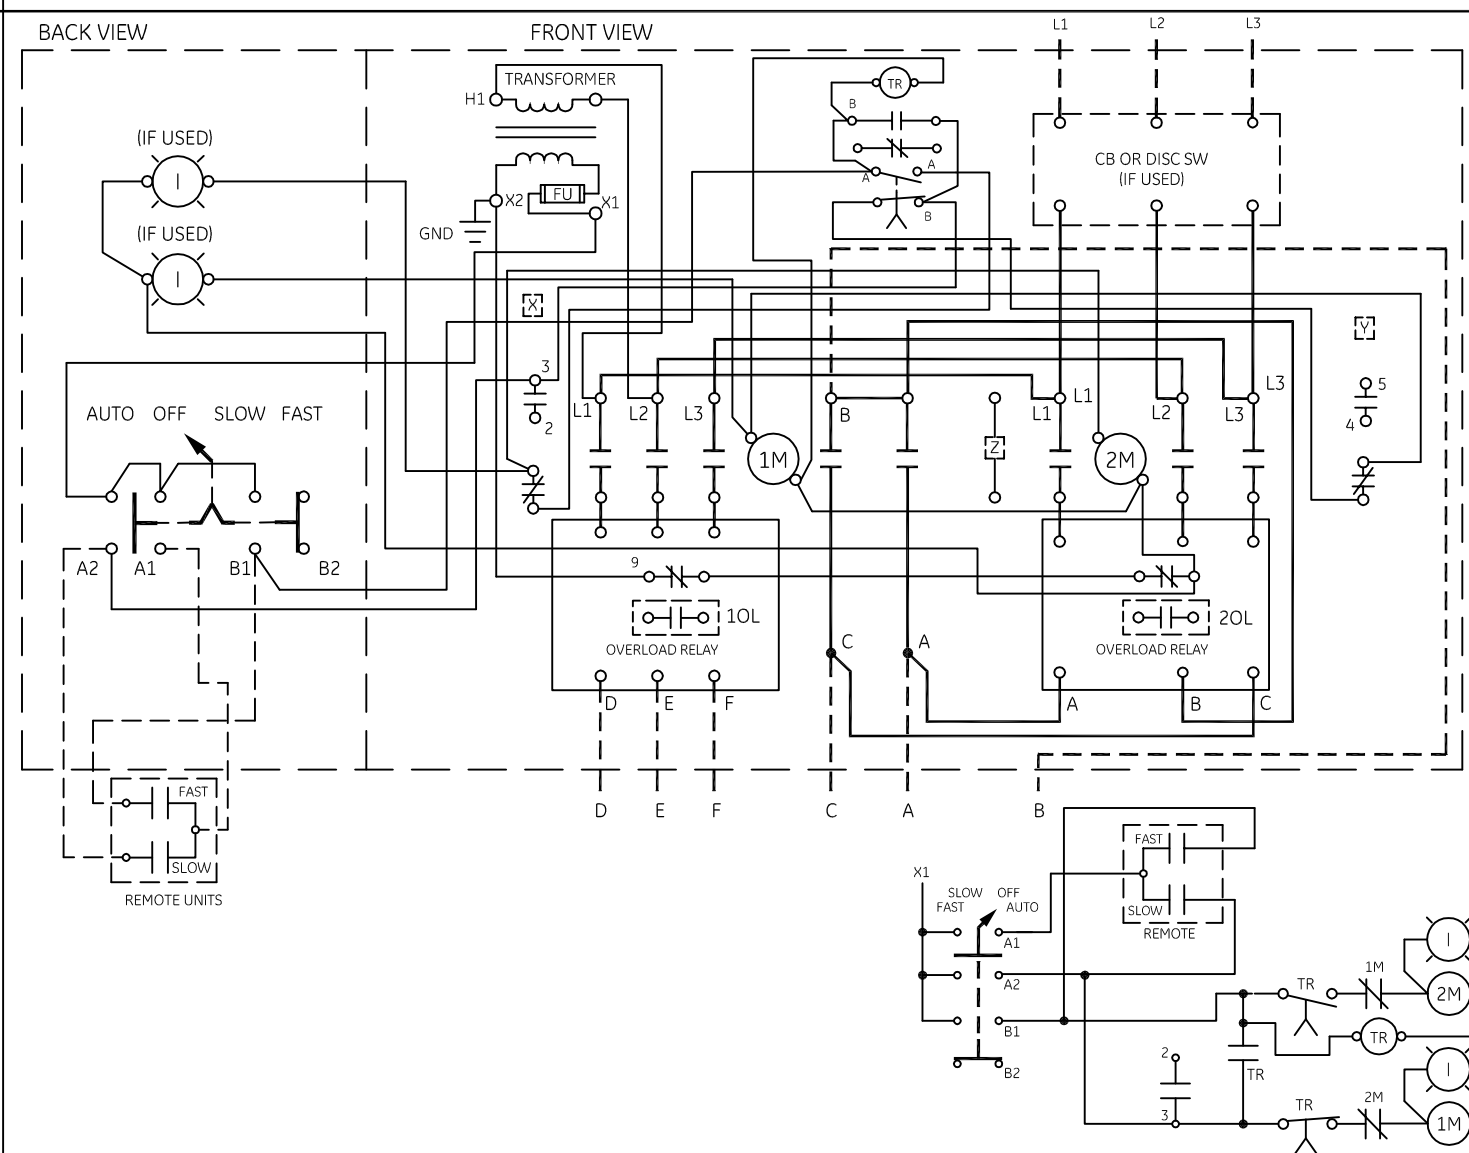 BACK VIEW
FRONT VIEW
L1
L2
L3
TRANSFORMER
H1
TR
B
(IF USED)
I
A
A
CB OR DISC SW
(IF USED)
FU
X2
X1
B
GND
(IF USED)
I
X
Y
3
2
L1
L2
L3
B
L1
L1
L2
L3
L3
5
4
AUTO
OFF
SLOW
FAST
1M
Z
2M
A2
A1
B1
B2
9
1OL
2OL
OVERLOAD RELAY
OVERLOAD RELAY
C
A
D
E
F
A
B
C
FAST
SLOW
REMOTE UNITS
D
E
F
C
A
B
X1
SLOW
OFF
FAST
AUTO
A1
A2
B1
B2
FAST
SLOW
REMOTE
I
TR
1M
2M
TR
2
3
TR
I
TR
2M
1M